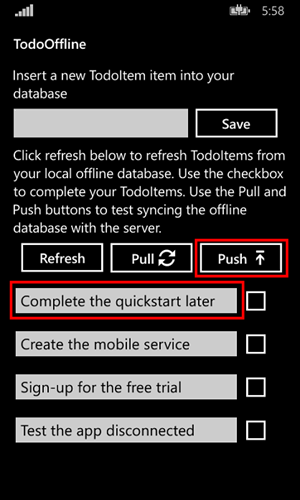 5:58
TodoOffline
Insert a new TodoItem item into your
database
Save
Click refresh below to refresh TodoItems from
your local offline database. Use the checkbox
to complete your TodoItems. Use the Pull and
Push buttons to test syncing the offline
database with the server.
Refresh Pull Push
Complete the quickstart later
Create the mobile service
Sign-up for the free trial
Test the app disconnected